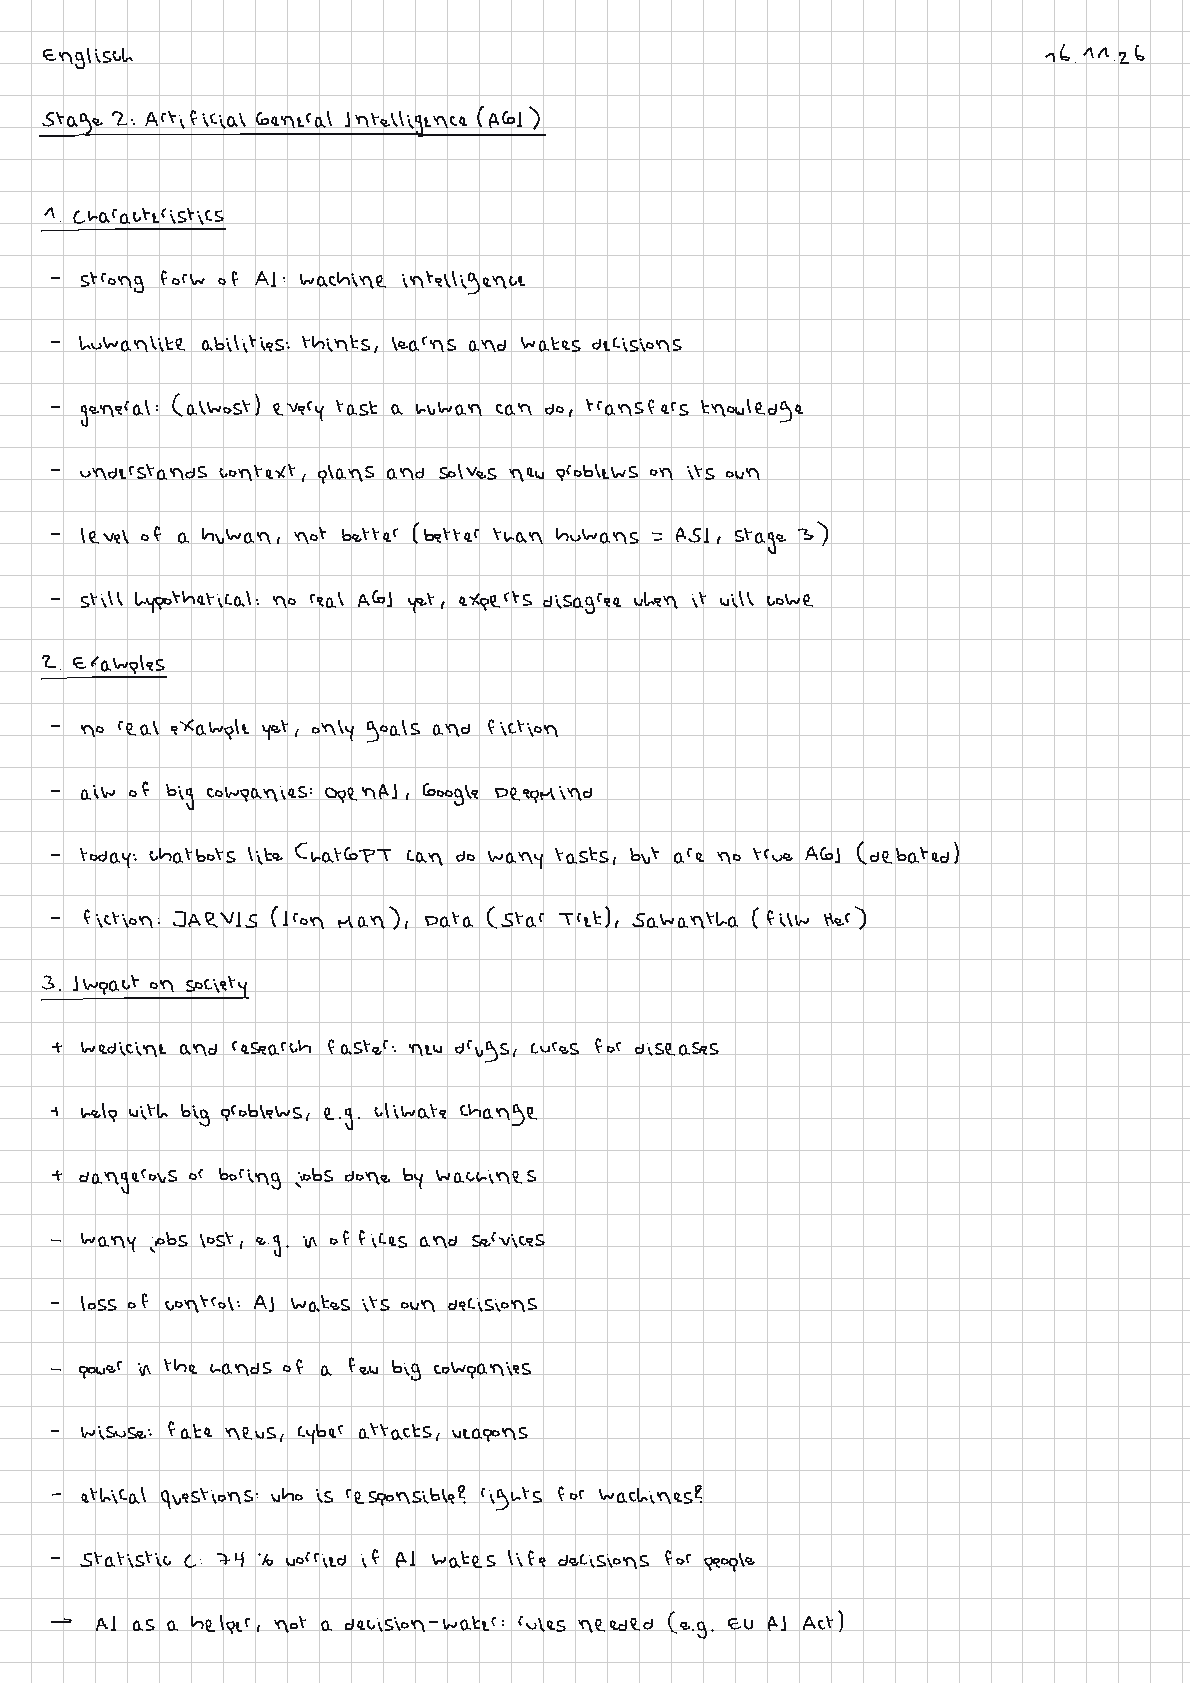 Englisch
16.11.26
Stage 2: Artificial General Intelligence (AGI)
1. Characteristics
- strong form of AI: machine intelligence
- humanlike abilities: thinks, learns and makes decisions
- general: (almost) every task a human can do, transfers knowledge
- understands context, plans and solves new problems on its own
- level of a human, not better (better than humans = ASI, Stage 3)
- still hypothetical: no real AGI yet, experts disagree when it will come
2. Examples
- no real example yet, only goals and fiction
- aim of big companies: OpenAI, Google DeepMind
- today: chatbots like ChatGPT can do many tasks, but are no true AGI (debated)
- fiction: JARVIS (Iron Man), Data (Star Trek), Samantha (film Her)
3. Impact on society
+ medicine and research faster: new drugs, cures for diseases
+ help with big problems, e.g. climate change
+ dangerous or boring jobs done by machines
- many jobs lost, e.g. in offices and services
- loss of control: AI makes its own decisions
- power in the hands of a few big companies
- misuse: fake news, cyber attacks, weapons
- ethical questions: who is responsible? rights for machines?
- Statistic C: 74 % worried if AI makes life decisions for people
→ AI as a helper, not a decision-maker: rules needed (e.g. EU AI Act)